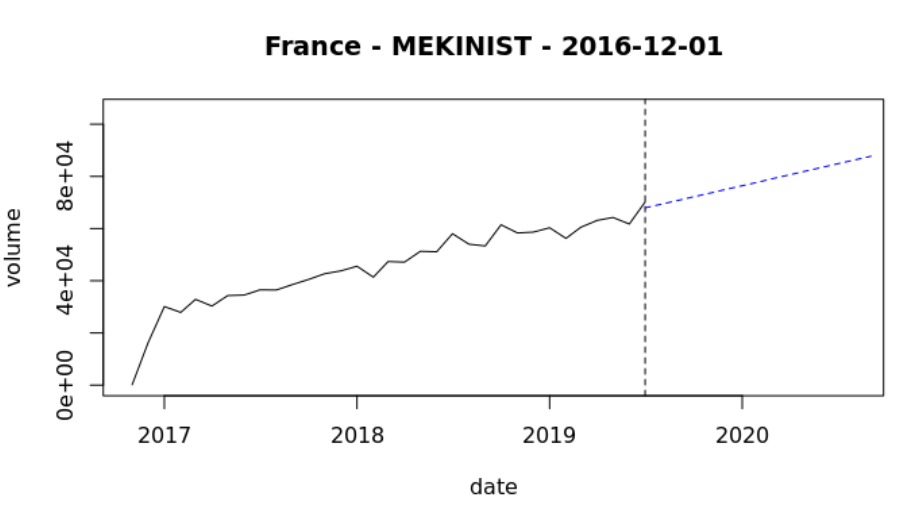 France - MEKINIST - 2016-12-01
volume
8e+04
4e+04
0e+00
2017 2018 2019 2020
date